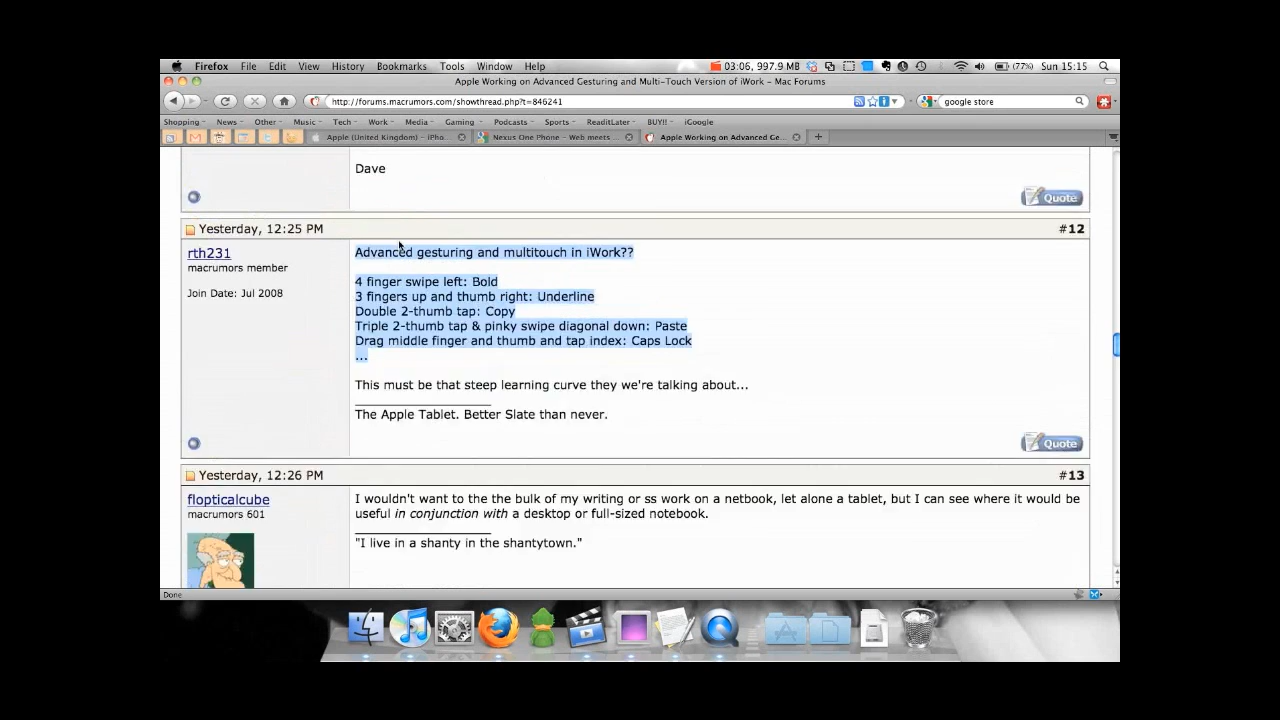 Firefox File Edit View History Bookmarks Tools Window Help 03:06, 997.9 MB (77%) Sun 15:15
Apple Working on Advanced Gesturing and Multi-Touch Version of iWork – Mac Forums
http://forums.macrumors.com/showthread.php?t=846241 google store
Shopping News Other Music Tech Work Media Gaming Podcasts Sport ReaditLater BUY!! iGoogle
Apple (United Kingdom) – iPho... Nexus One Phone – Web meets ... Apple Working on Advanced Ge...
Dave
Quote
Yesterday, 12:25 PM #12
rth231
macrumors member
Join Date: Jul 2008
Advanced gesturing and multitouch in iWork??
4 finger swipe left: Bold
3 fingers up and thumb right: Underline
Double 2-thumb tap: Copy
Triple 2-thumb tap & pinky swipe diagonal down: Paste
Drag middle finger and thumb and tap index: Caps Lock
...
This must be that steep learning curve they we're talking about...
The Apple Tablet. Better Slate than never.
Quote
Yesterday, 12:26 PM #13
flopticalcube
macrumors 601
I wouldn't want to the the bulk of my writing or ss work on a netbook, let alone a tablet, but I can see where it would be
useful in conjunction with a desktop or full-sized notebook.
"I live in a shanty in the shantytown."
Done